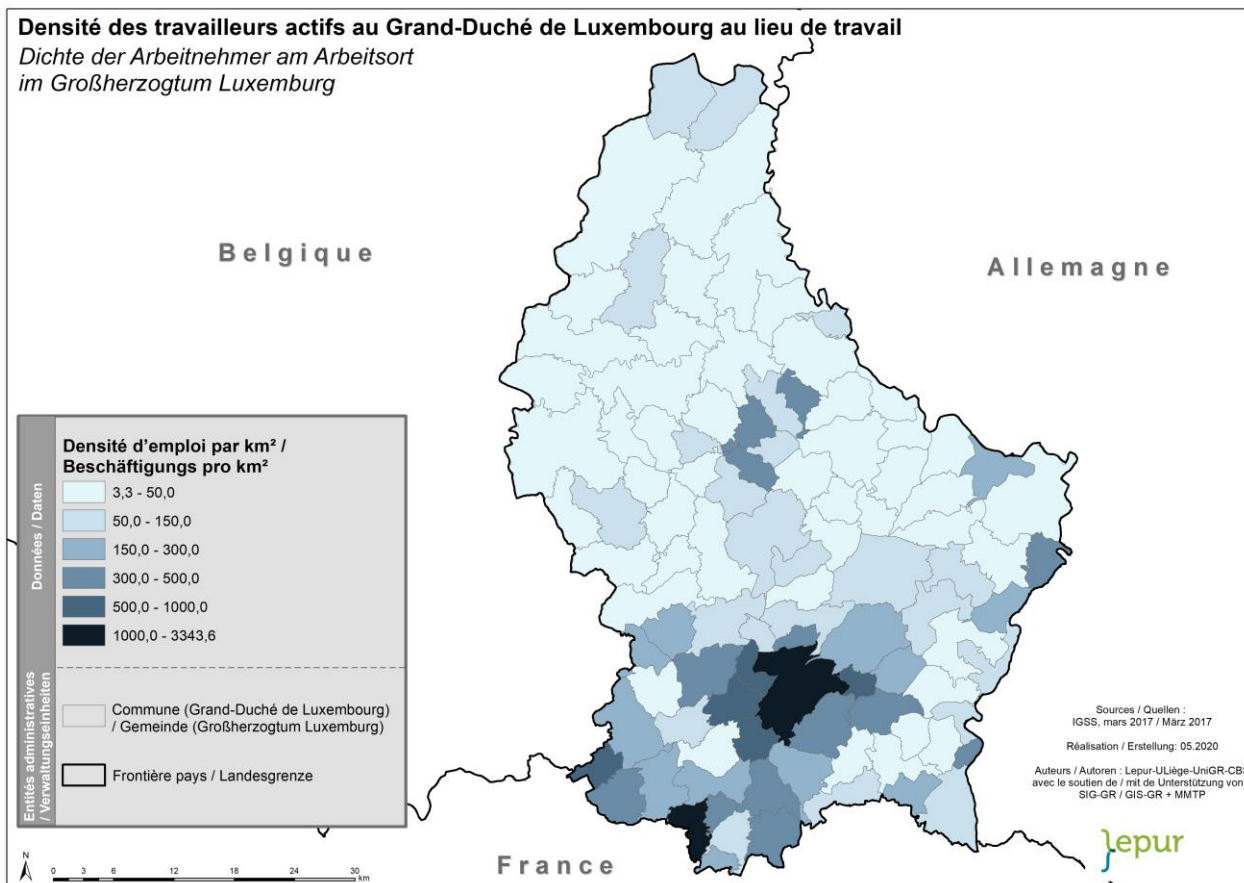 Densité des travailleurs actifs au Grand-Duché de Luxembourg au lieu de travail
Dichte der Arbeitnehmer am Arbeitsort
im Großherzogtum Luxemburg
Belgique
Allemagne
France
Données / Daten
Densité d’emploi par km² /
Beschäftigungs pro km²
3,3 - 50,0
50,0 - 150,0
150,0 - 300,0
300,0 - 500,0
500,0 - 1000,0
1000,0 - 3343,6
Entités administratives
/ Verwaltungseinheiten
Commune (Grand-Duché de Luxembourg)
/ Gemeinde (Großherzogtum Luxemburg)
Frontière pays / Landesgrenze
N
0 3 6 12 18 24 30
km
Sources / Quellen :
IGSS, mars 2017 / März 2017
Réalisation / Erstellung: 05.2020
Auteurs / Autoren : Lepur-ULiège-UniGR-CBS
avec le soutien de / mit de Unterstützung von
SIG-GR / GIS-GR + MMTP
lepur